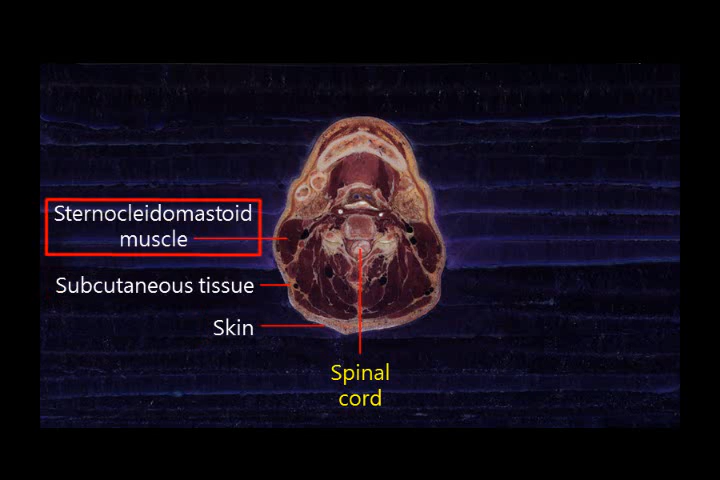 Sternocleidomastoid
muscle
Subcutaneous tissue
Skin
Spinal
cord